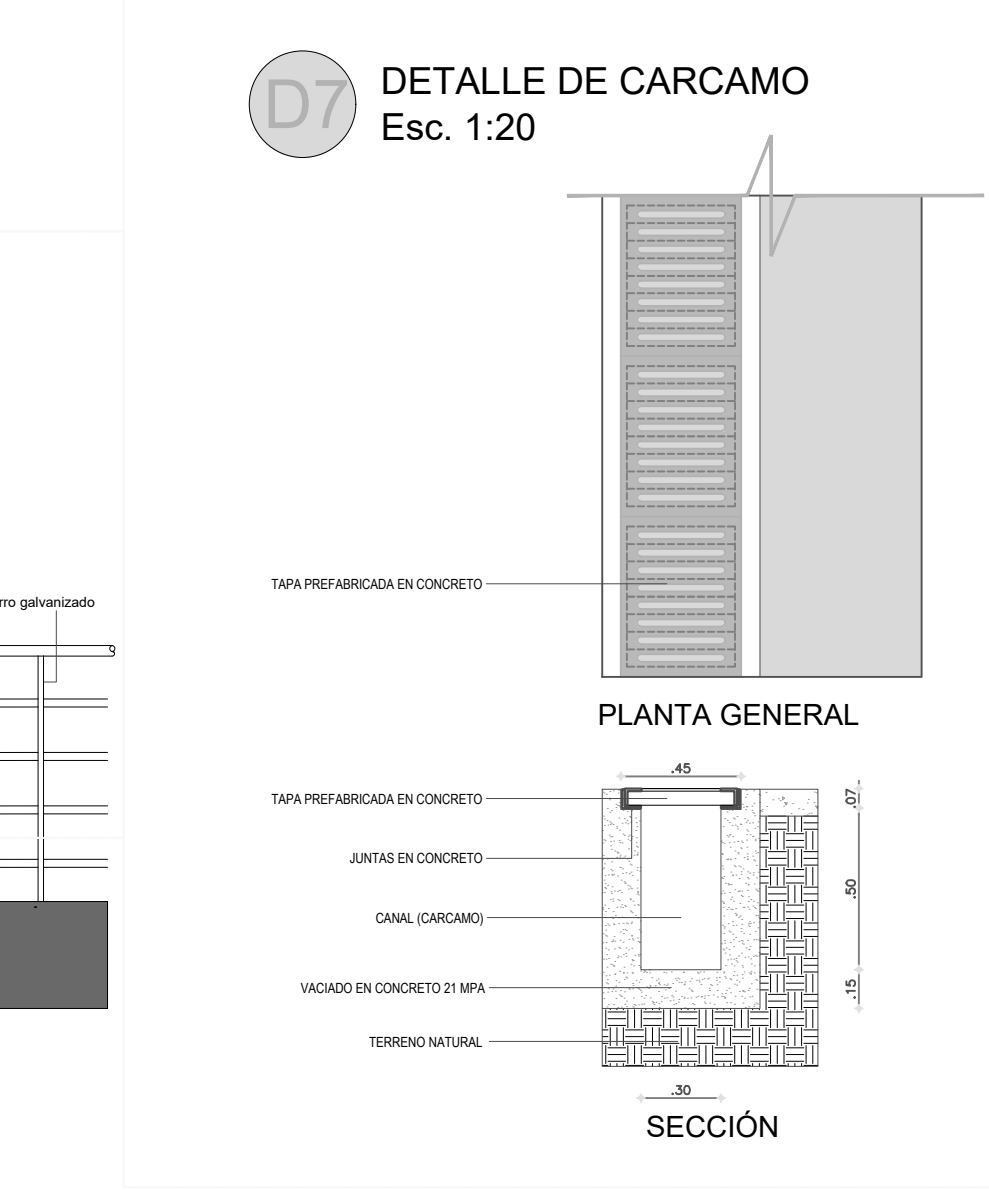 D7
DETALLE DE CARCAMO
Esc. 1:20
TAPA PREFABRICADA EN CONCRETO
rro galvanizado
PLANTA GENERAL
.45
TAPA PREFABRICADA EN CONCRETO
.07
JUNTAS EN CONCRETO
.50
CANAL (CARCAMO)
VACIADO EN CONCRETO 21 MPA
.15
TERRENO NATURAL
.30
SECCIÓN